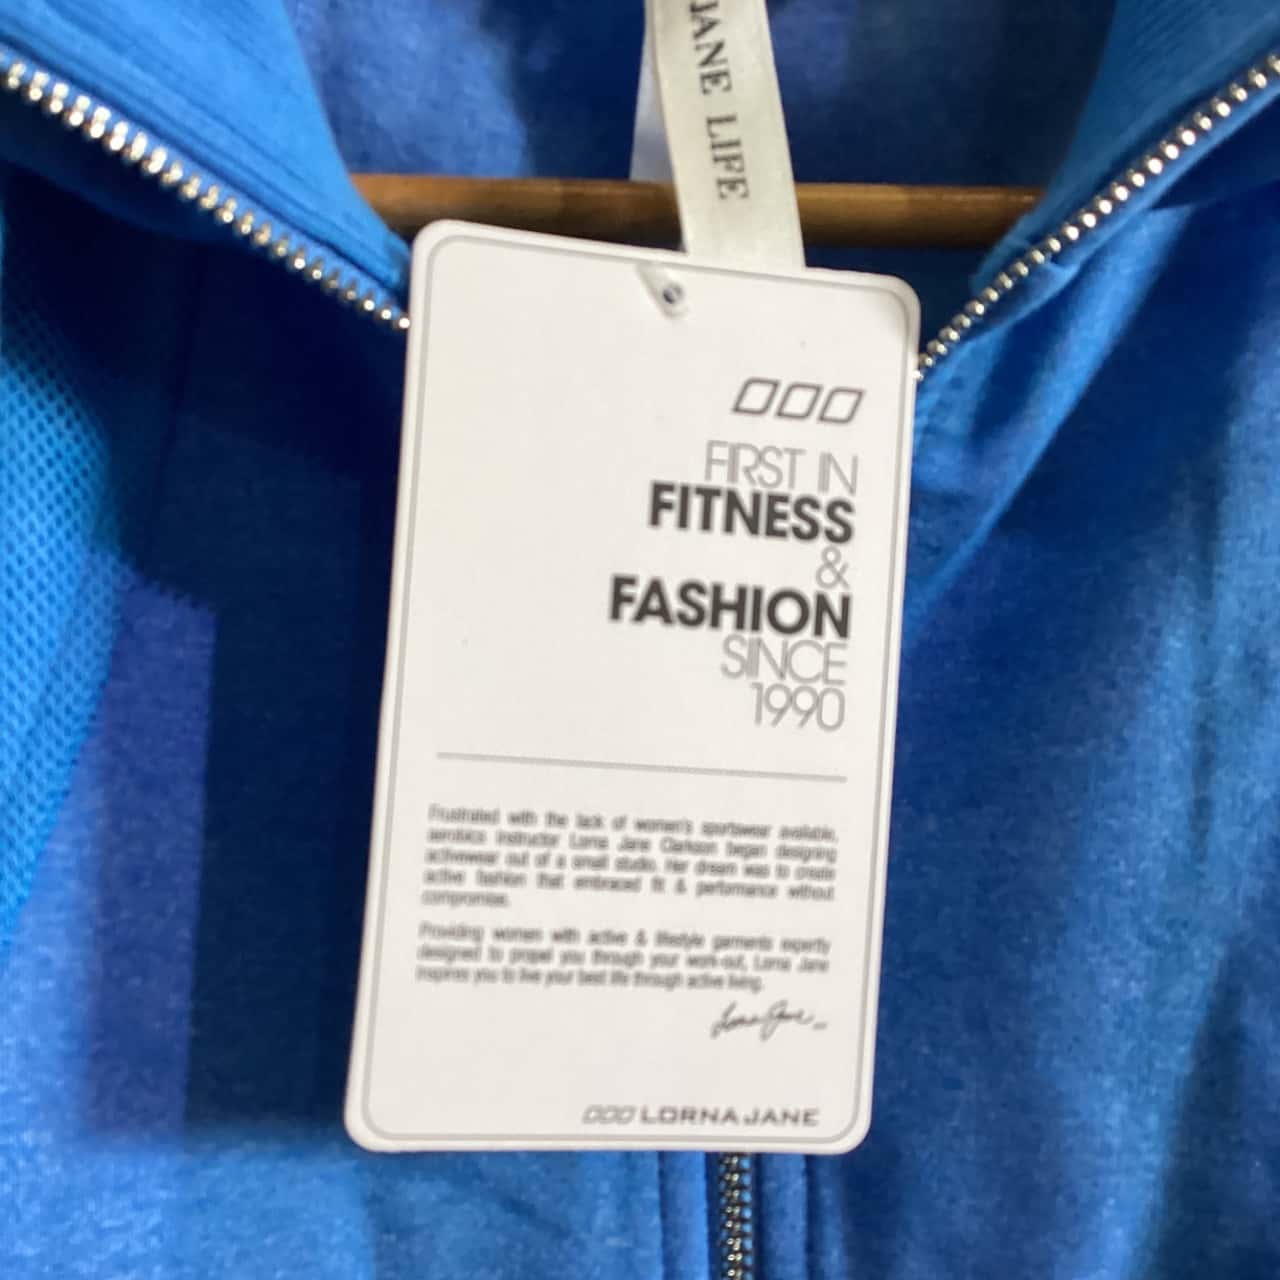 JANE LIFE
FIRST IN
FITNESS
&
FASHION
SINCE
1990
Frustrated with the lack of women's sportswear available,
aerobics instructor Lorna Jane Clarkson began designing
activewear out of a small studio. Her dream was to create
active fashion that embraced fit & performance without
compromise.
Providing women with active & lifestyle garments expertly
designed to propel you through your work-out, Lorna Jane
inspires you to live your best life through active living.
Lorna Jane
LORNA JANE